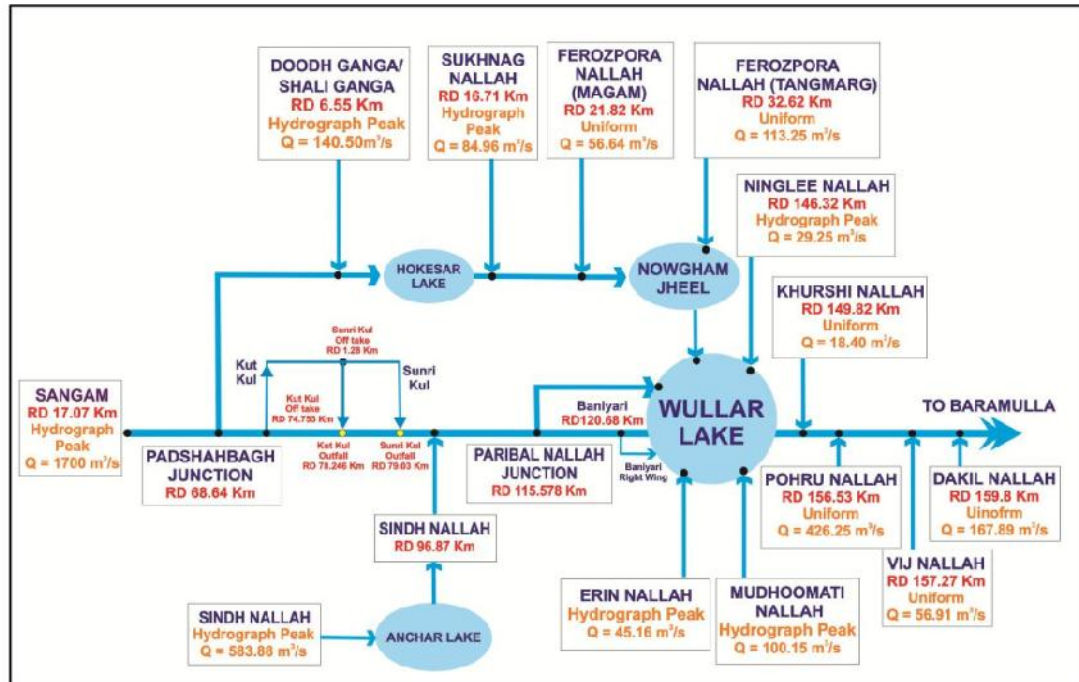 DOODH GANGA/
SHALI GANGA
RD 6.55 Km
Hydrograph Peak
Q = 140.50m³/s
SUKHNAG
NALLAH
RD 16.71 Km
Hydrograph
Peak
Q = 84.96 m³/s
FEROZPORA
NALLAH
(MAGAM)
RD 21.82 Km
Uniform
Q = 56.64 m³/s
FEROZPORA
NALLAH (TANGMARG)
RD 32.62 Km
Uniform
Q = 113.25 m³/s
NINGLEE NALLAH
RD 146.32 Km
Hydrograph Peak
Q = 29.25 m³/s
HOKESAR
LAKE
NOWGHAM
JHEEL
KHURSHI NALLAH
RD 149.82 Km
Uniform
Q = 18.40 m³/s
Sunri Kul
Off take
RD 1.28 Km
Kut
Kul
Sunri
Kul
SANGAM
RD 17.07 Km
Hydrograph
Peak
Q = 1700 m³/s
Kut Kul
Off take
RD 74.755 Km
Baniyari
RD120.68 Km
WULLAR
LAKE
TO BARAMULLA
PADSHAHBAGH
JUNCTION
RD 68.64 Km
Kut Kul
Outfall
RD 78.246 Km
Sunri Kul
Outfall
RD 79.03 Km
PARIBAL NALLAH
JUNCTION
RD 115.578 Km
Baniyari
Right Wing
POHRU NALLAH
RD 156.53 Km
Uniform
Q = 426.25 m³/s
DAKIL NALLAH
RD 159.8 Km
Uinofrm
Q = 167.89 m³/s
SINDH NALLAH
RD 96.87 Km
VIJ NALLAH
RD 157.27 Km
Uniform
Q = 56.91 m³/s
SINDH NALLAH
Hydrograph Peak
Q = 583.88 m³/s
ANCHAR LAKE
ERIN NALLAH
Hydrograph Peak
Q = 45.16 m³/s
MUDHOOMATI
NALLAH
Hydrograph Peak
Q = 100.15 m³/s